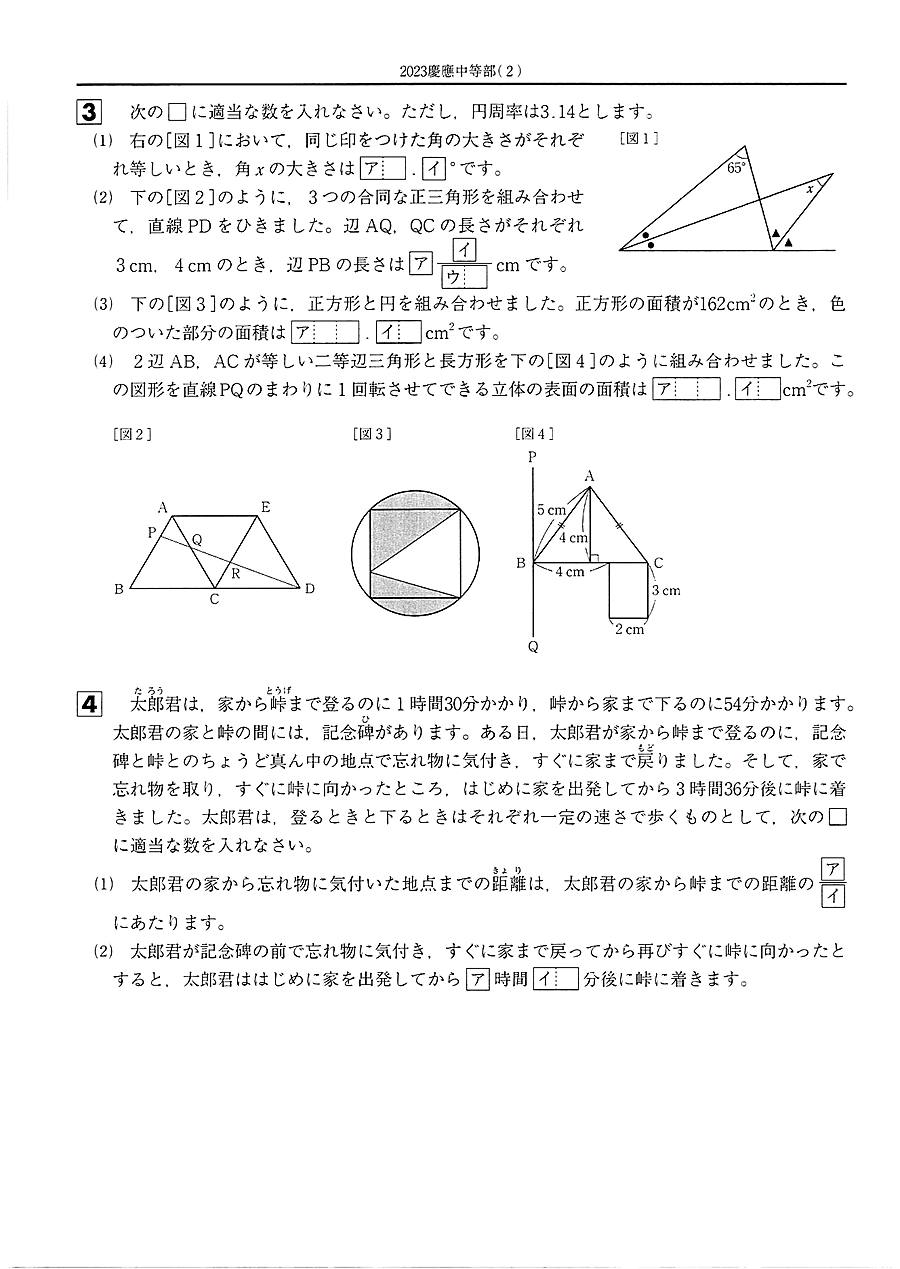 2023慶應中等部(2)
3 次の□に適当な数を入れなさい。ただし，円周率は3.14とします。
(1) 右の[図1]において，同じ印をつけた角の大きさがそれぞ
れ等しいとき，角xの大きさはア．イ°です。
[図1]
65°
x
(2) 下の[図2]のように，3つの合同な正三角形を組み合わせ
て，直線PDをひきました。辺AQ，QCの長さがそれぞれ
3cm，4cmのとき，辺PBの長さはア イ/ウ cmです。
(3) 下の[図3]のように，正方形と円を組み合わせました。正方形の面積が162cm²のとき，色
のついた部分の面積はア．イcm²です。
(4) 2辺AB，ACが等しい二等辺三角形と長方形を下の[図4]のように組み合わせました。こ
の図形を直線PQのまわりに1回転させてできる立体の表面の面積はア．イcm²です。
[図2] [図3] [図4]
A E
P Q
R
B C D
P
A
5cm
4cm
B C
4cm
3cm
2cm
Q
たろう とうげ
4 太郎君は，家から峠まで登るのに1時間30分かかり，峠から家まで下るのに54分かかります。
ひ
太郎君の家と峠の間には，記念碑があります。ある日，太郎君が家から峠まで登るのに，記念
もど
碑と峠とのちょうど真ん中の地点で忘れ物に気付き，すぐに家まで戻りました。そして，家で
忘れ物を取り，すぐに峠に向かったところ，はじめに家を出発してから3時間36分後に峠に着
きました。太郎君は，登るときと下るときはそれぞれ一定の速さで歩くものとして，次の□
に適当な数を入れなさい。
きょり
(1) 太郎君の家から忘れ物に気付いた地点までの距離は，太郎君の家から峠までの距離のア/イ
にあたります。
(2) 太郎君が記念碑の前で忘れ物に気付き，すぐに家まで戻ってから再びすぐに峠に向かったと
すると，太郎君ははじめに家を出発してからア時間イ分後に峠に着きます。